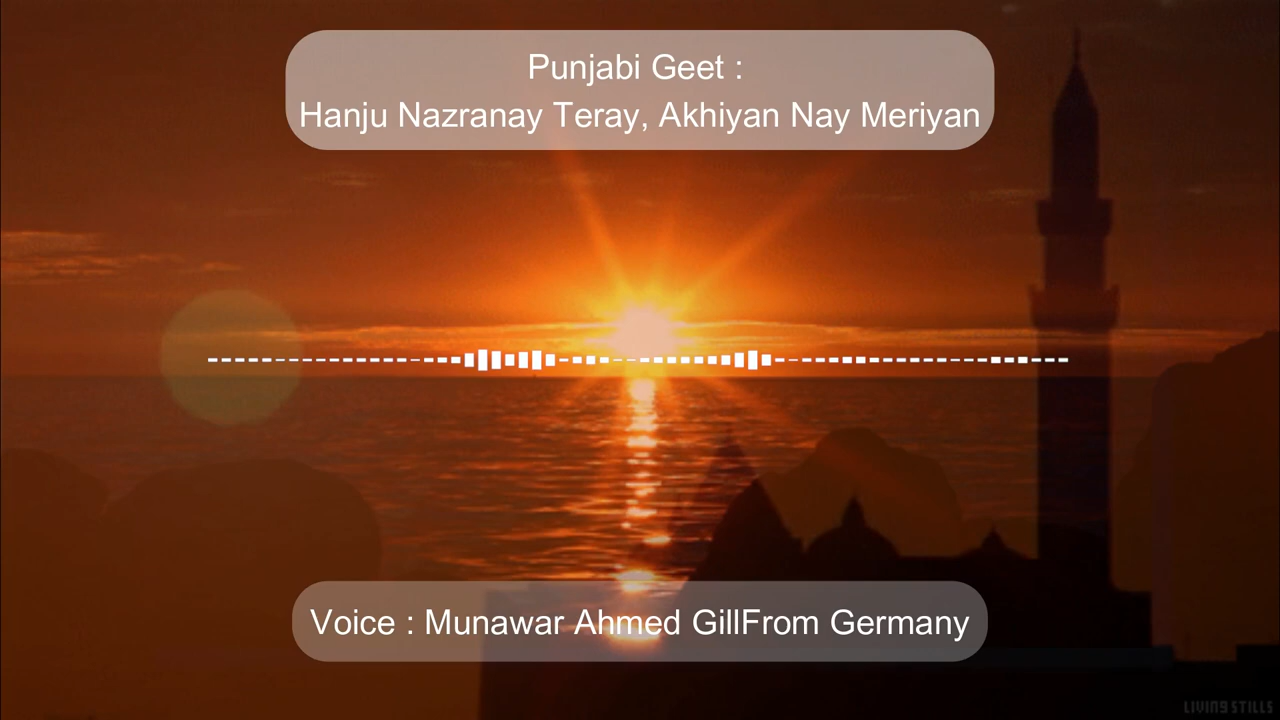 Punjabi Geet :
Hanju Nazranay Teray, Akhiyan Nay Meriyan
Voice : Munawar Ahmed GillFrom Germany
LIVING STILLS